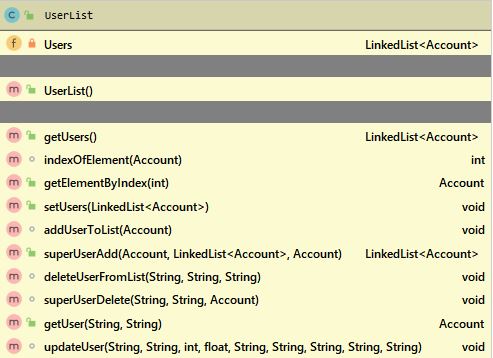 C UserList
f Users LinkedList<Account>
m UserList()
m getUsers() LinkedList<Account>
m indexOfElement(Account) int
m getElementByIndex(int) Account
m setUsers(LinkedList<Account>) void
m addUserToList(Account) void
m superUserAdd(Account, LinkedList<Account>, Account) LinkedList<Account>
m deleteUserFromList(String, String, String) void
m superUserDelete(String, String, Account) void
m getUser(String, String) Account
m updateUser(String, String, int, float, String, String, String, String, String) void